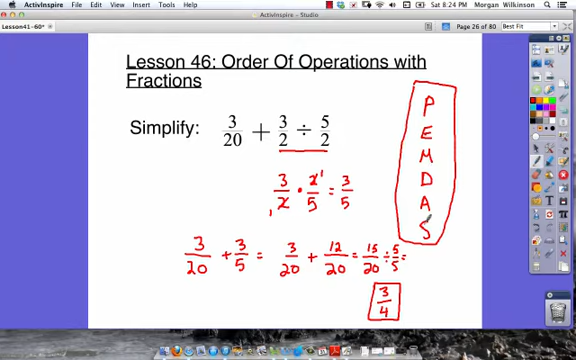 ActivInspire File Edit View Insert Tools Help Sat 8:24 PM Morgan Wilkinson
ActivInspire - Studio
Lesson41-60* Page 26 of 80 Best Fit
Lesson 46: Order Of Operations with
Fractions
Simplify: 3/20 + 3/2 ÷ 5/2
3/2 • 2/5 = 3/5
1 1
3/20 + 3/5 = 3/20 + 12/20 = 15/20 ÷ 5/5 =
3/4
P
E
M
D
A
S